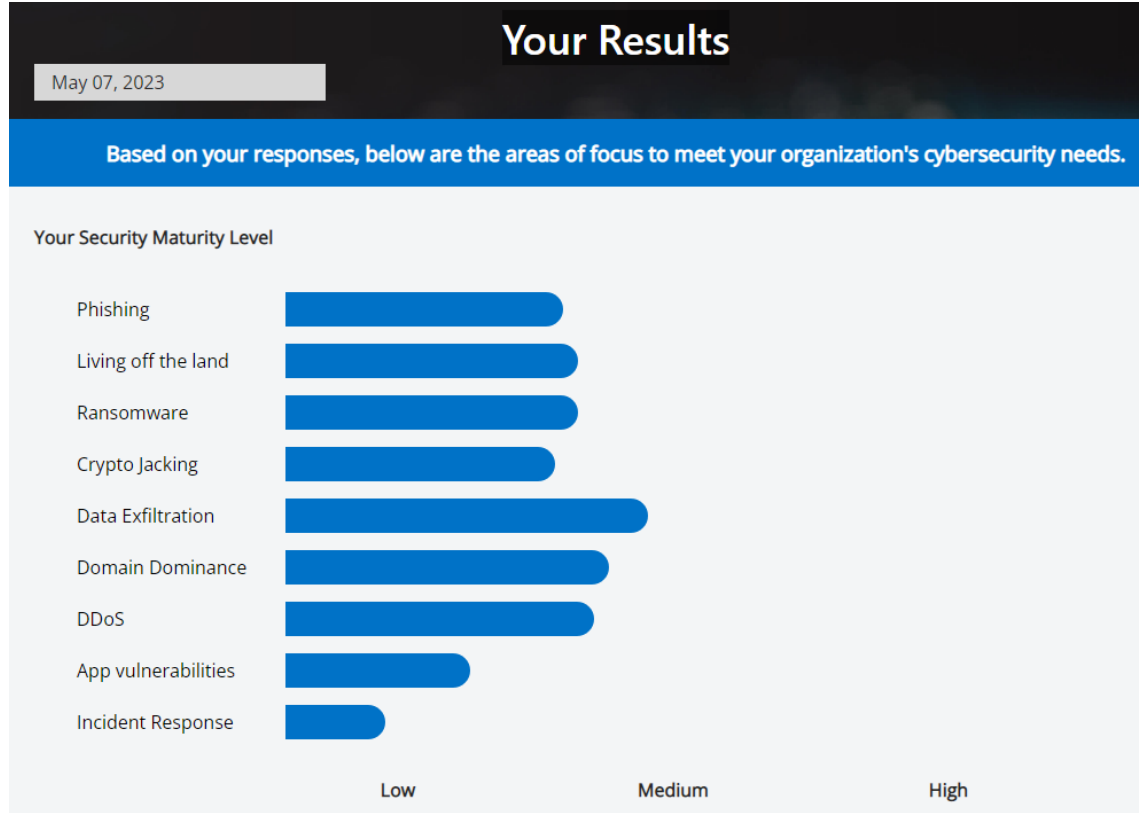 Your Results
May 07, 2023
Based on your responses, below are the areas of focus to meet your organization's cybersecurity needs.
Your Security Maturity Level
Phishing
Living off the land
Ransomware
Crypto Jacking
Data Exfiltration
Domain Dominance
DDoS
App vulnerabilities
Incident Response
Low Medium High